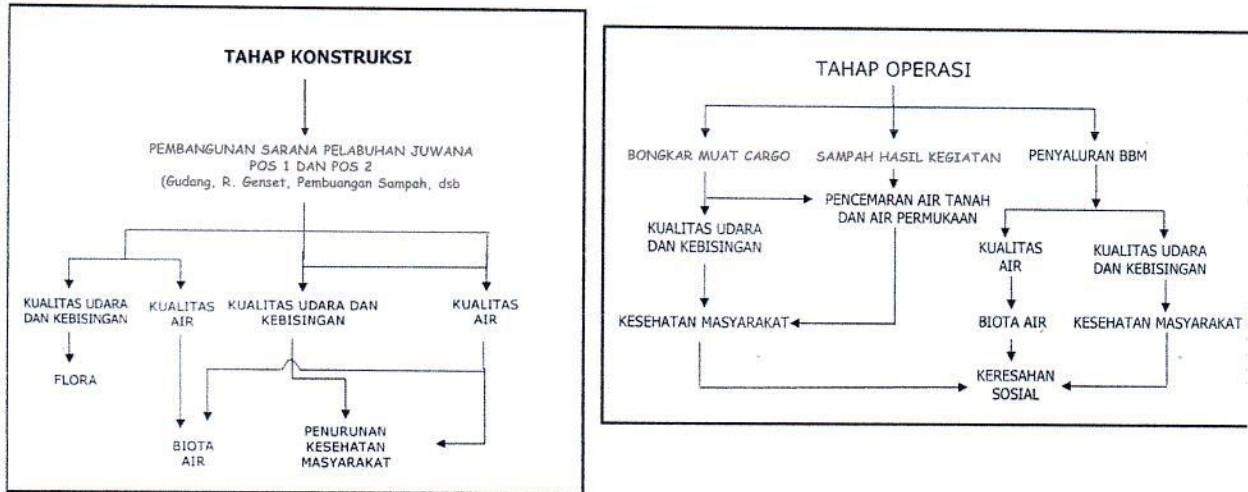 TAHAP KONSTRUKSI
PEMBANGUNAN SARANA PELABUHAN JUWANA
POS 1 DAN POS 2
(Gudang, R. Genset, Pembuangan Sampah, dsb
KUALITAS UDARA
DAN KEBISINGAN
KUALITAS
AIR
KUALITAS UDARA DAN
KEBISINGAN
KUALITAS
AIR
FLORA
BIOTA
AIR
PENURUNAN
KESEHATAN
MASYARAKAT
TAHAP OPERASI
BONGKAR MUAT CARGO
SAMPAH HASIL KEGIATAN
PENYALURAN BBM
PENCEMARAN AIR TANAH
DAN AIR PERMUKAAN
KUALITAS UDARA
DAN KEBISINGAN
KUALITAS
AIR
KUALITAS UDARA
DAN KEBISINGAN
KESEHATAN MASYARAKAT
BIOTA AIR
KESEHATAN MASYARAKAT
KERESAHAN
SOSIAL